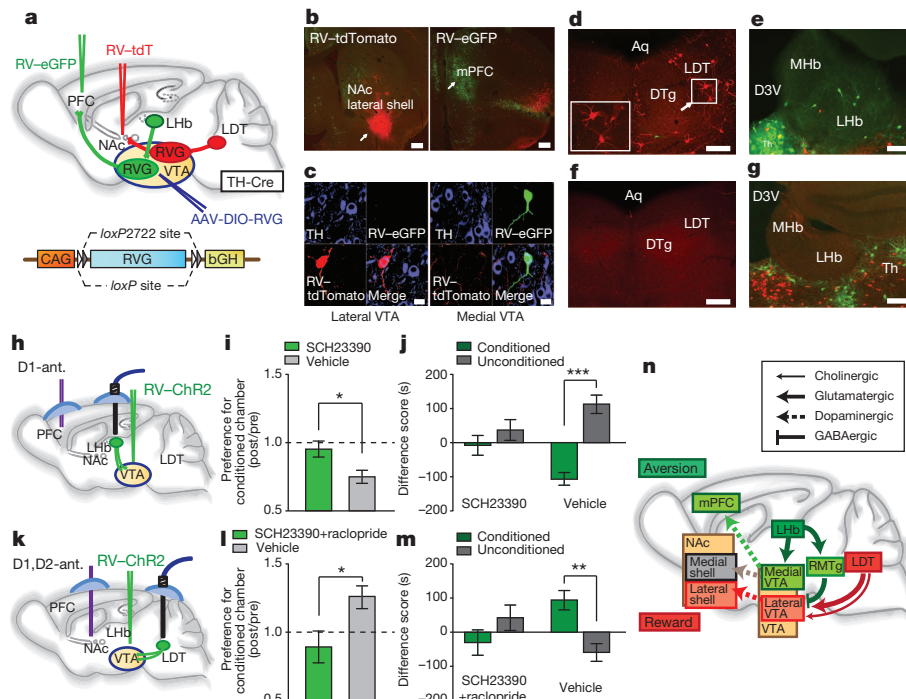 a
RV–eGFP
RV–tdT
PFC
LHb
LDT
NAc
RVG
RVG
VTA
TH-Cre
AAV-DIO-RVG
loxP2722 site
CAG
RVG
bGH
loxP site
b
RV–tdTomato
RV–eGFP
mPFC
NAc
lateral shell
c
TH
RV–eGFP
TH
RV–eGFP
RV–
tdTomato
Merge
RV–tdTomato
Merge
Lateral VTA
Medial VTA
d
Aq
LDT
DTg
e
MHb
D3V
LHb
Th
f
Aq
LDT
DTg
g
D3V
MHb
LHb
Th
h
D1-ant.
RV–ChR2
PFC
LHb
NAc
LDT
VTA
i
SCH23390
Vehicle
*
Preference for
conditioned chamber
(post/pre)
1.5
1.0
0.5
j
Conditioned
Unconditioned
***
Difference score (s)
200
100
0
−100
−200
SCH23390
Vehicle
k
D1,D2-ant.
RV–ChR2
PFC
LHb
NAc
VTA
LDT
l
SCH23390+raclopride
Vehicle
*
Preference for
conditioned chamber
(post/pre)
1.5
1.0
0.5
m
Conditioned
Unconditioned
**
Difference score (s)
200
100
0
−100
−200
SCH23390
+raclopride
Vehicle
n
Cholinergic
Glutamatergic
Dopaminergic
GABAergic
Aversion
mPFC
LHb
NAc
Medial
shell
Medial
VTA
RMTg
LDT
Lateral
shell
Lateral
VTA
VTA
Reward